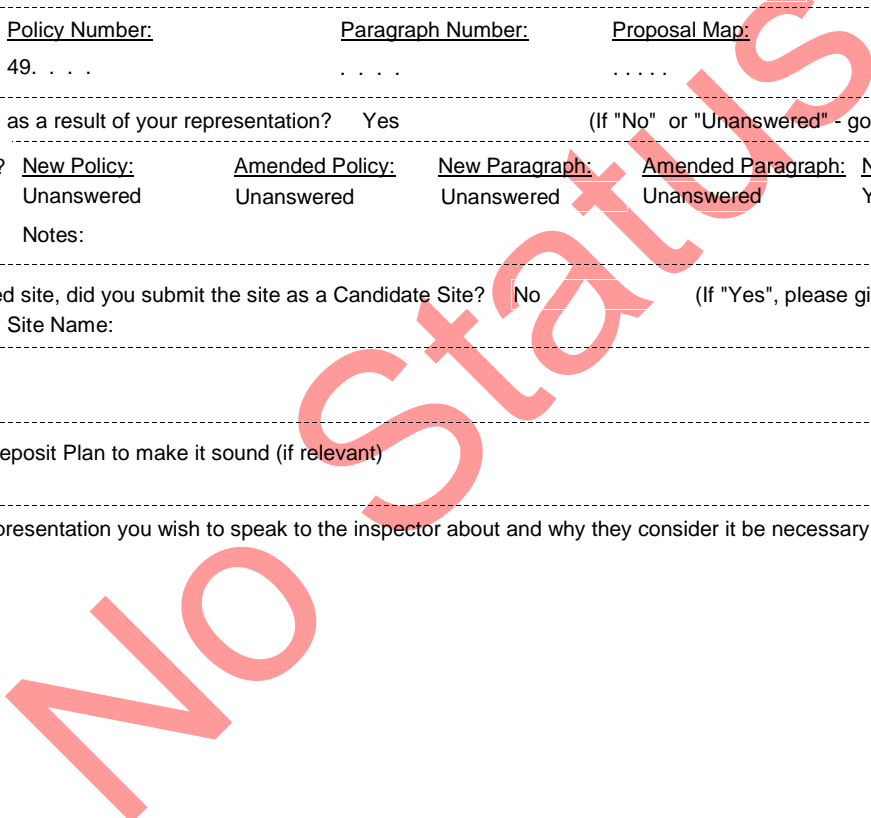 Policy Number: Paragraph Number: Proposal Map:
49. . . . . . . . . . . . .
as a result of your representation? Yes (If "No" or "Unanswered" - go
? New Policy: Amended Policy: New Paragraph: Amended Paragraph: N
Unanswered Unanswered Unanswered Unanswered Y
Notes:
ed site, did you submit the site as a Candidate Site? No (If "Yes", please gi
Site Name:
eposit Plan to make it sound (if relevant)
presentation you wish to speak to the inspector about and why they consider it be necessary
No Status